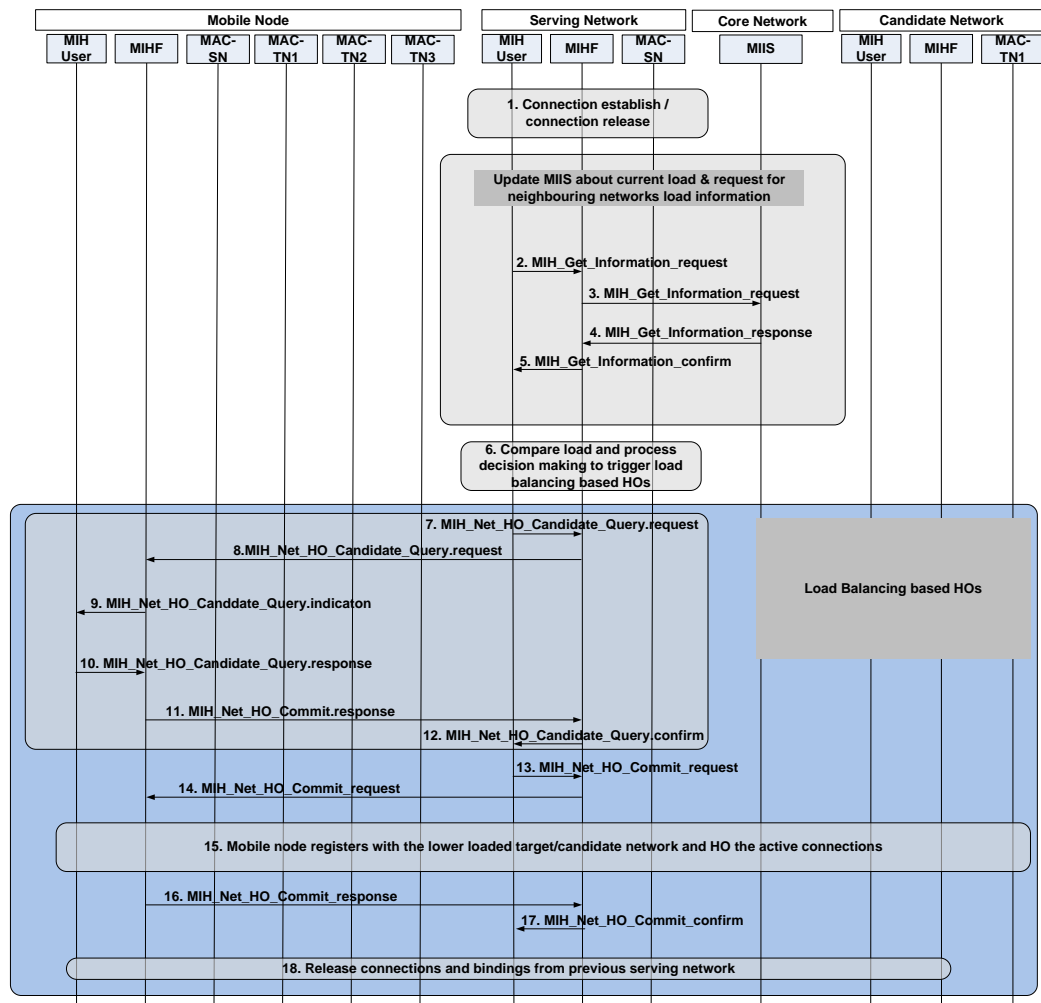 Mobile Node
Serving Network
Core Network
Candidate Network
MIH
User
MIHF
MAC-
SN
MAC-
TN1
MAC-
TN2
MAC-
TN3
MIH
User
MIHF
MAC-
SN
MIIS
MIH
User
MIHF
MAC-
TN1
1. Connection establish /
connection release
Update MIIS about current load & request for
neighbouring networks load information
2. MIH_Get_Information_request
3. MIH_Get_Information_request
4. MIH_Get_Information_response
5. MIH_Get_Information_confirm
6. Compare load and process
decision making to trigger load
balancing based HOs
7. MIH_Net_HO_Candidate_Query.request
8.MIH_Net_HO_Candidate_Query.request
Load Balancing based HOs
9. MIH_Net_HO_Canddate_Query.indicaton
10. MIH_Net_HO_Candidate_Query.response
11. MIH_Net_HO_Commit.response
12. MIH_Net_HO_Candidate_Query.confirm
13. MIH_Net_HO_Commit_request
14. MIH_Net_HO_Commit_request
15. Mobile node registers with the lower loaded target/candidate network and HO the active connections
16. MIH_Net_HO_Commit_response
17. MIH_Net_HO_Commit_confirm
18. Release connections and bindings from previous serving network